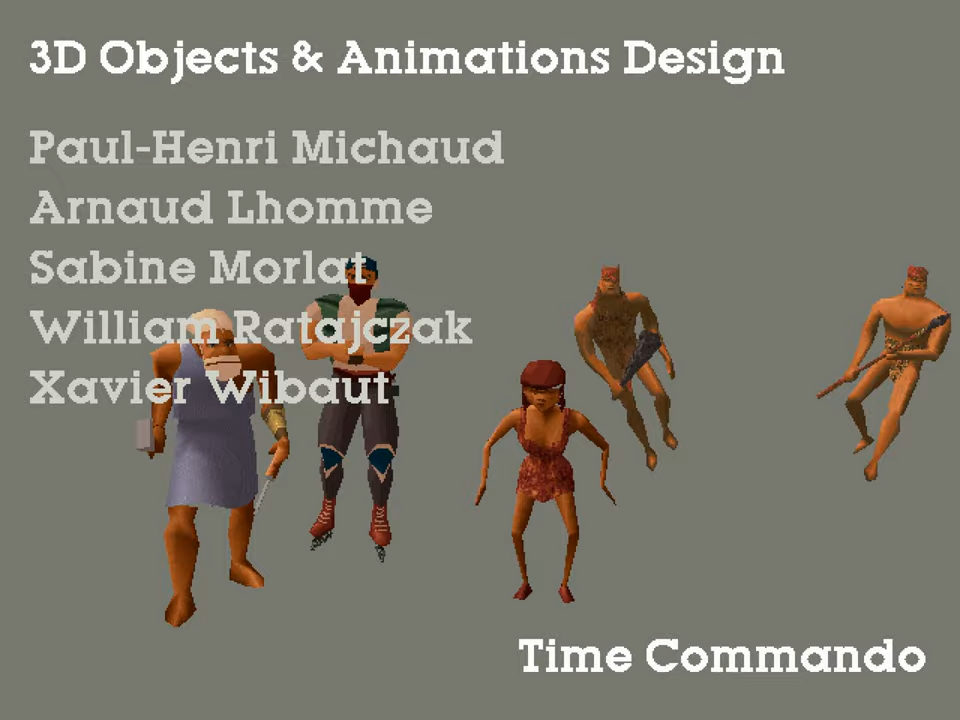 3D Objects & Animations Design
Paul-Henri Michaud
Arnaud Lhomme
Sabine Morlat
William Ratajczak
Xavier Wibaut
Time Commando